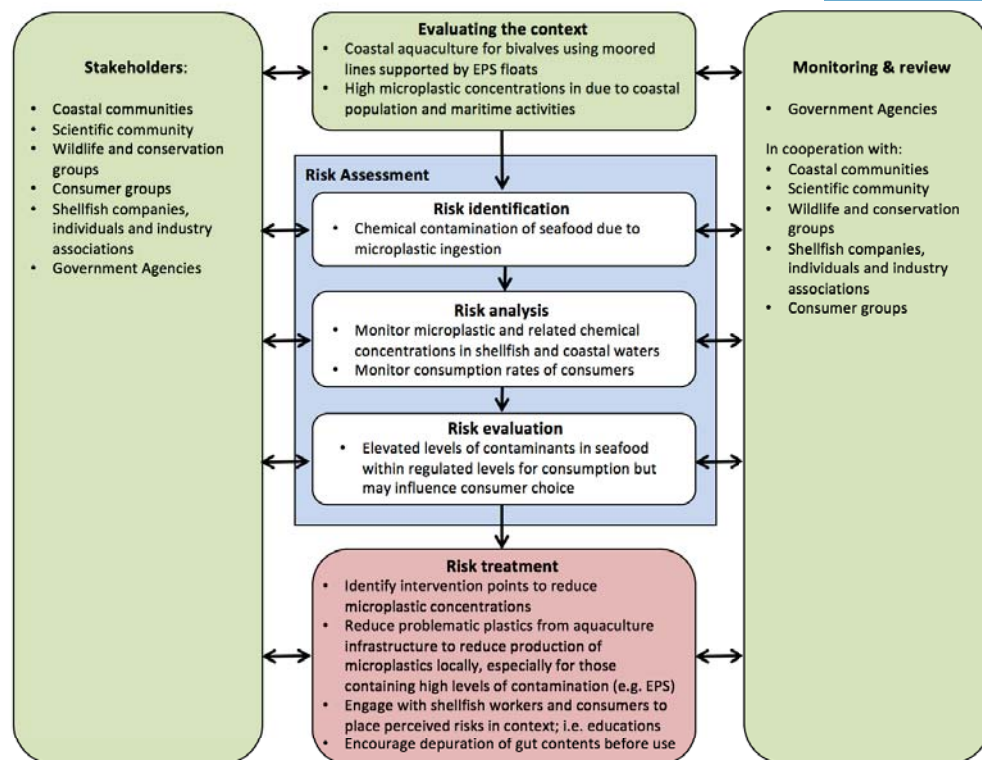 Stakeholders:
• Coastal communities
• Scientific community
• Wildlife and conservation
groups
• Consumer groups
• Shellfish companies,
individuals and industry
associations
• Government Agencies
Evaluating the context
• Coastal aquaculture for bivalves using moored
lines supported by EPS floats
• High microplastic concentrations in due to coastal
population and maritime activities
Risk Assessment
Risk identification
• Chemical contamination of seafood due to
microplastic ingestion
Risk analysis
• Monitor microplastic and related chemical
concentrations in shellfish and coastal waters
• Monitor consumption rates of consumers
Risk evaluation
• Elevated levels of contaminants in seafood
within regulated levels for consumption but
may influence consumer choice
Risk treatment
• Identify intervention points to reduce
microplastic concentrations
• Reduce problematic plastics from aquaculture
infrastructure to reduce production of
microplastics locally, especially for those
containing high levels of contamination (e.g. EPS)
• Engage with shellfish workers and consumers to
place perceived risks in context; i.e. educations
• Encourage depuration of gut contents before use
Monitoring & review
• Government Agencies
In cooperation with:
• Coastal communities
• Scientific community
• Wildlife and conservation
groups
• Shellfish companies,
individuals and industry
associations
• Consumer groups